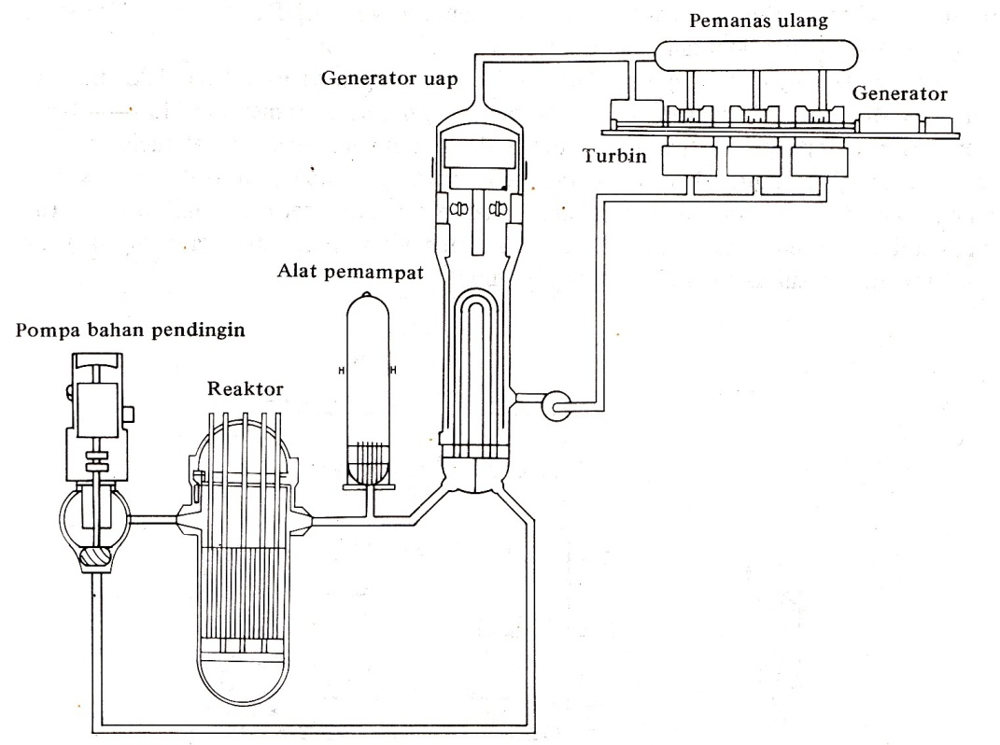 Pemanas ulang
Generator uap
Generator
Turbin
Alat pemampat
Pompa bahan pendingin
Reaktor